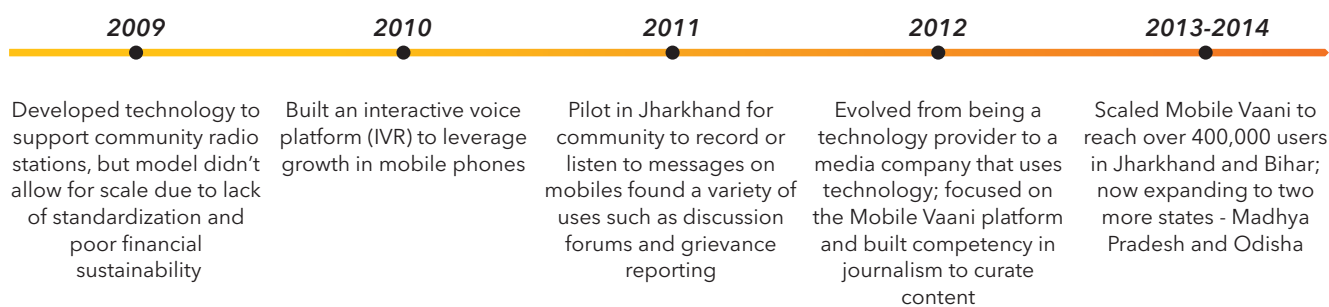 2009
Developed technology to
support community radio
stations, but model didn’t
allow for scale due to lack
of standardization and
poor financial
sustainability
2010
Built an interactive voice
platform (IVR) to leverage
growth in mobile phones
2011
Pilot in Jharkhand for
community to record or
listen to messages on
mobiles found a variety of
uses such as discussion
forums and grievance
reporting
2012
Evolved from being a
technology provider to a
media company that uses
technology; focused on
the Mobile Vaani platform
and built competency in
journalism to curate
content
2013-2014
Scaled Mobile Vaani to
reach over 400,000 users
in Jharkhand and Bihar;
now expanding to two
more states - Madhya
Pradesh and Odisha